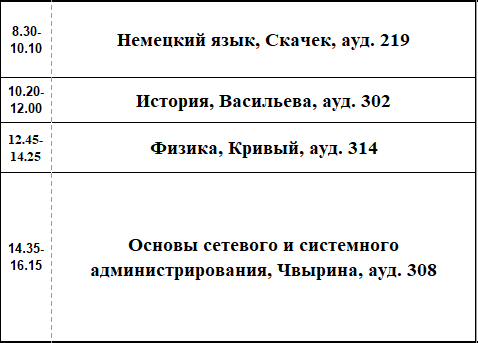 8.30-
10.10
Немецкий язык, Скачек, ауд. 219
10.20-
12.00
История, Васильева, ауд. 302
12.45-
14.25
Физика, Кривый, ауд. 314
14.35-
16.15
Основы сетевого и системного
администрирования, Чвырина, ауд. 308